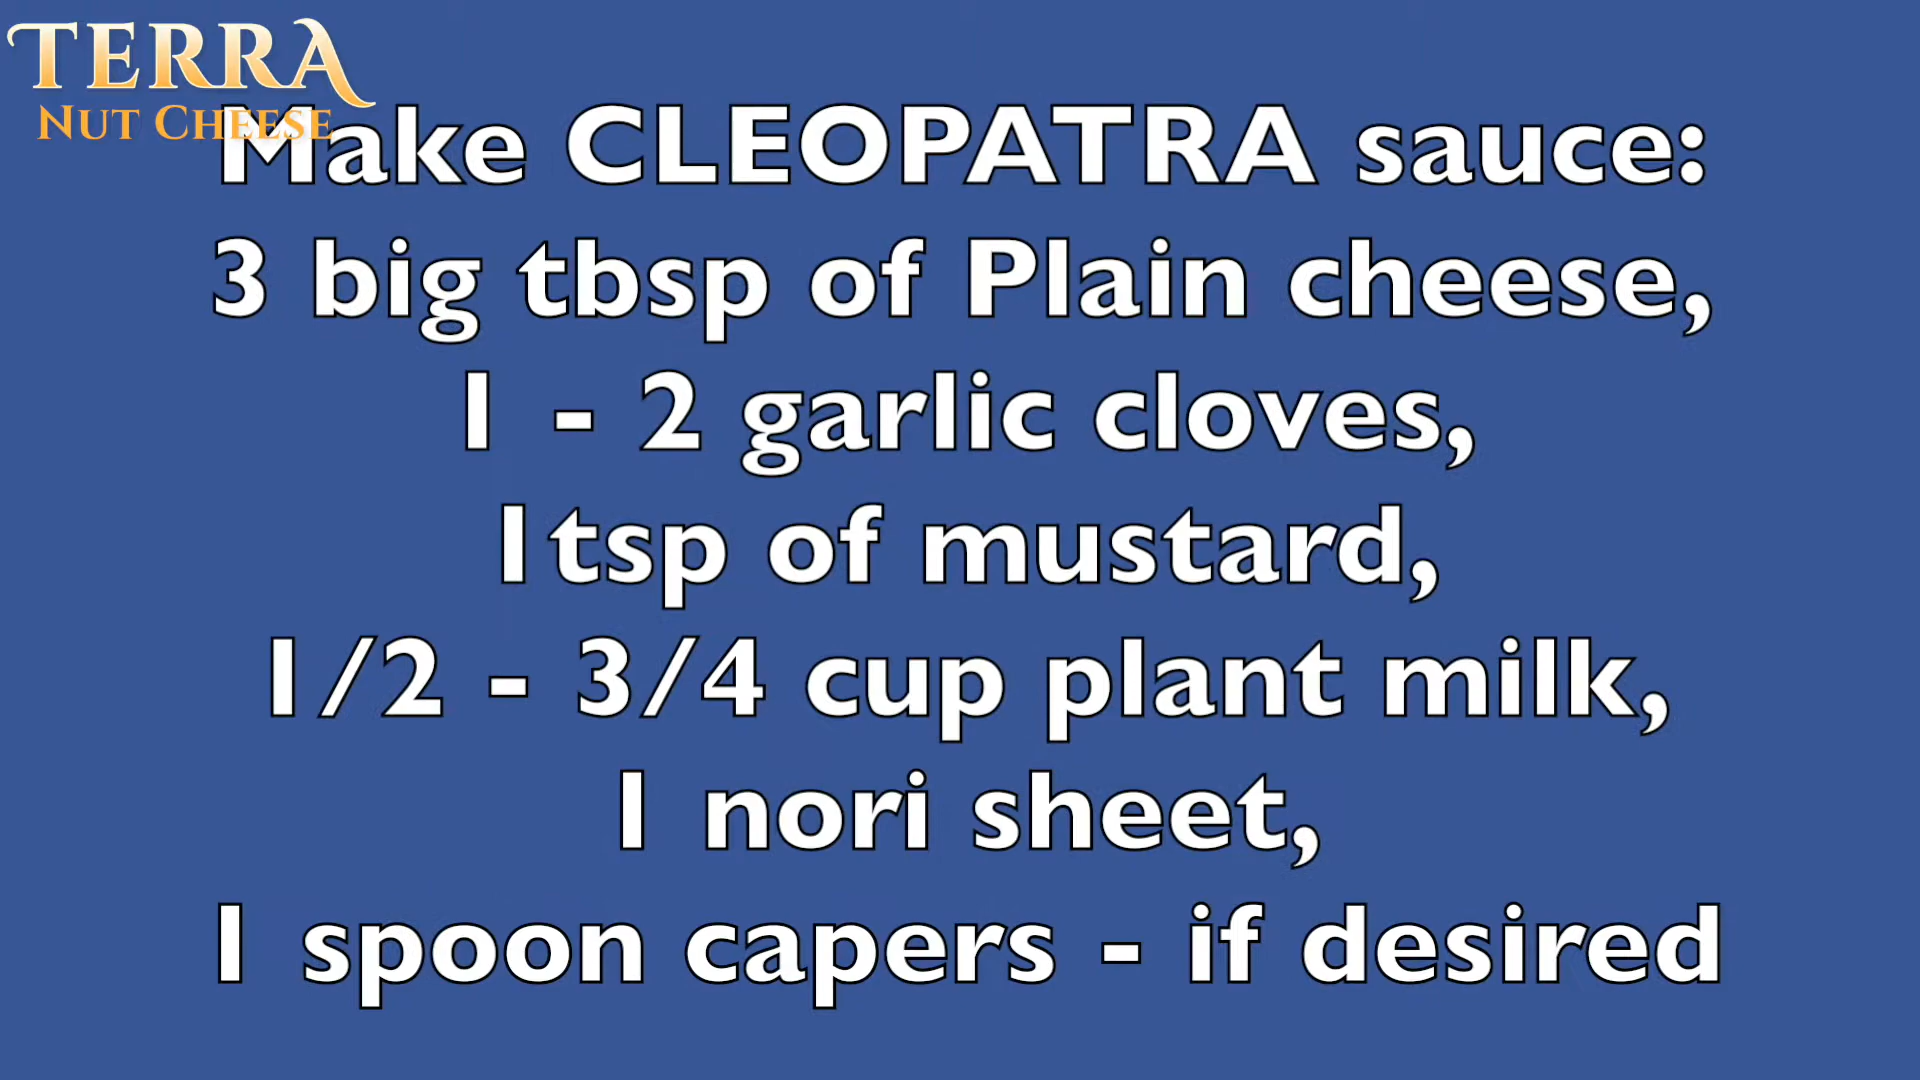 TERRA
NUT CHEESE
Make CLEOPATRA sauce:
3 big tbsp of Plain cheese,
1 - 2 garlic cloves,
1tsp of mustard,
1/2 - 3/4 cup plant milk,
1 nori sheet,
1 spoon capers - if desired